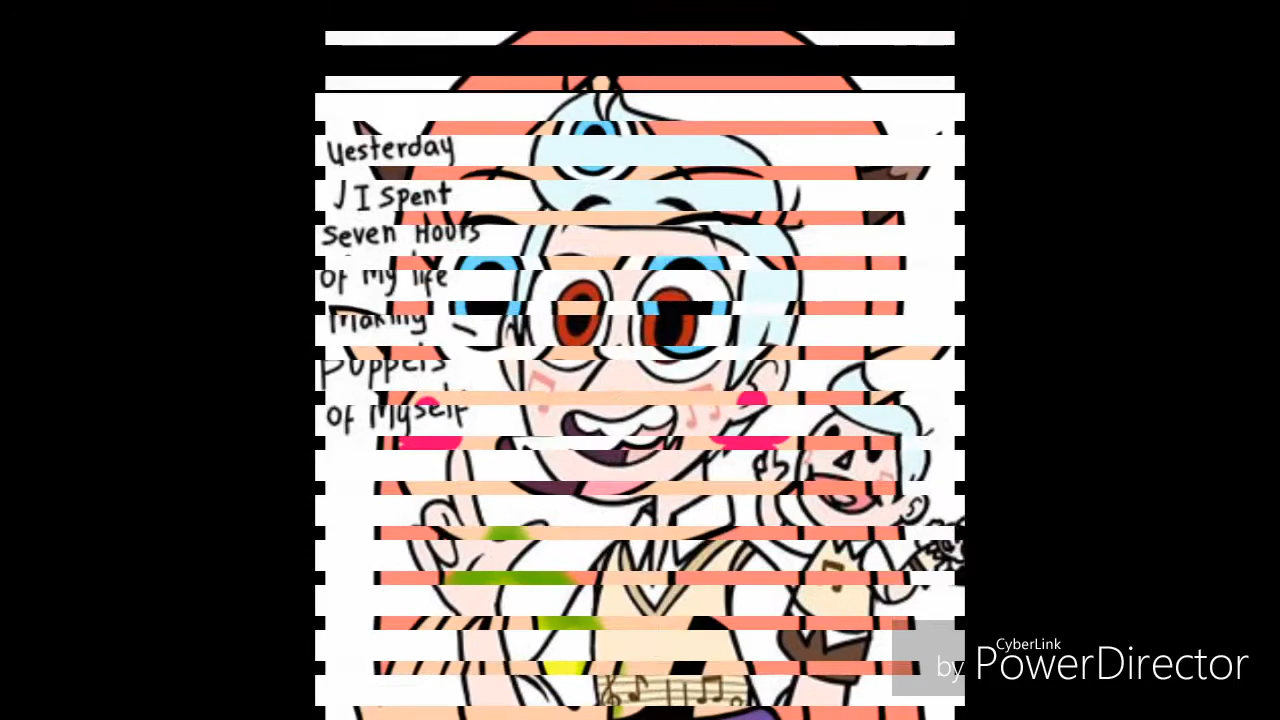 Yesterday
I Spent
Seven Hours
of my life
Making
puppets
of Myself
CyberLink
by PowerDirector